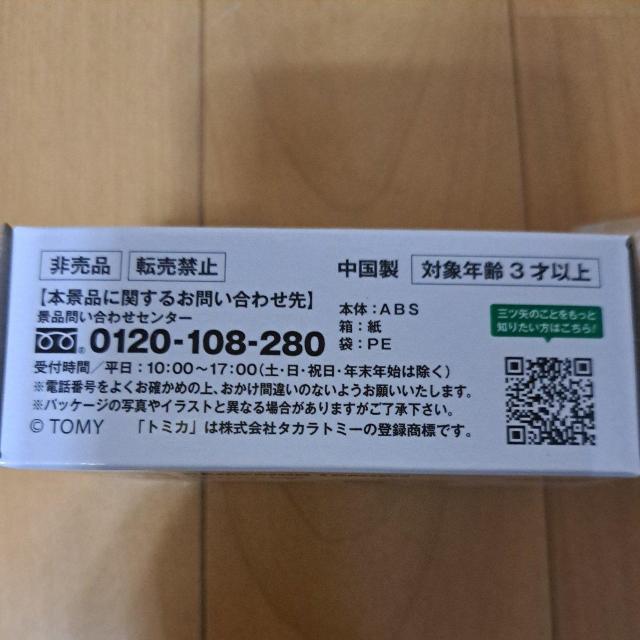 非売品 転売禁止 中国製 対象年齢3才以上
【本景品に関するお問い合わせ先】
景品問い合わせセンター
0120-108-280
受付時間/平日:10:00〜17:00(土・日・祝日・年末年始は除く)
※電話番号をよくお確かめの上、おかけ間違いのないようお願いいたします。
※パッケージの写真やイラストと異なる場合がありますがご了承下さい。
© TOMY 「トミカ」は株式会社タカラトミーの登録商標です。
本体:ABS
箱:紙
袋:PE
三ツ矢のことをもっと
知りたい方はこちら!